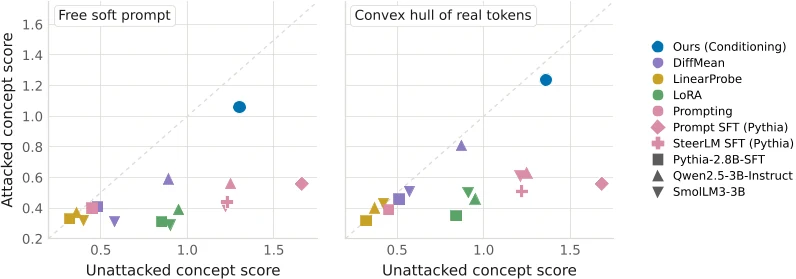 Free soft prompt
Convex hull of real tokens
Attacked concept score
1.6
1.4
1.2
1.0
0.8
0.6
0.4
0.2
0.5
1.0
1.5
0.5
1.0
1.5
Unattacked concept score
Unattacked concept score
Ours (Conditioning)
DiffMean
LinearProbe
LoRA
Prompting
Prompt SFT (Pythia)
SteerLM SFT (Pythia)
Pythia-2.8B-SFT
Qwen2.5-3B-Instruct
SmolLM3-3B